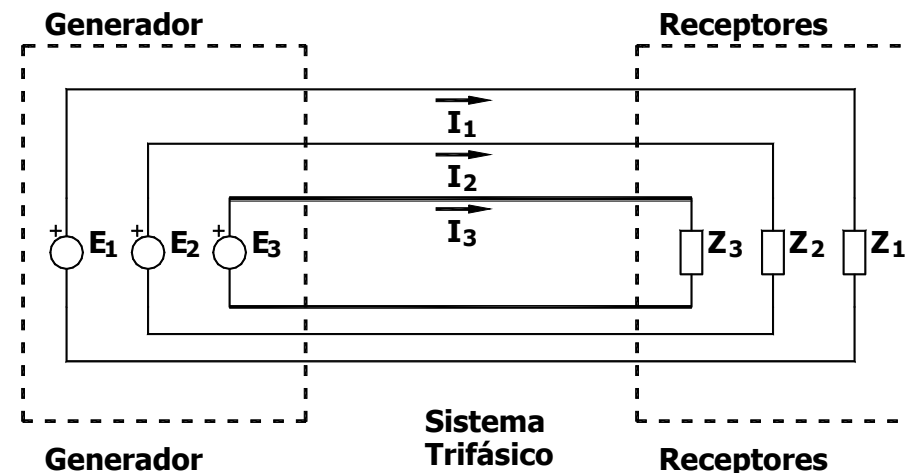 Generador Receptores
I1
I2
I3
+ E1 + E2 + E3 Z3 Z2 Z1
Sistema
Trifásico
Generador Receptores